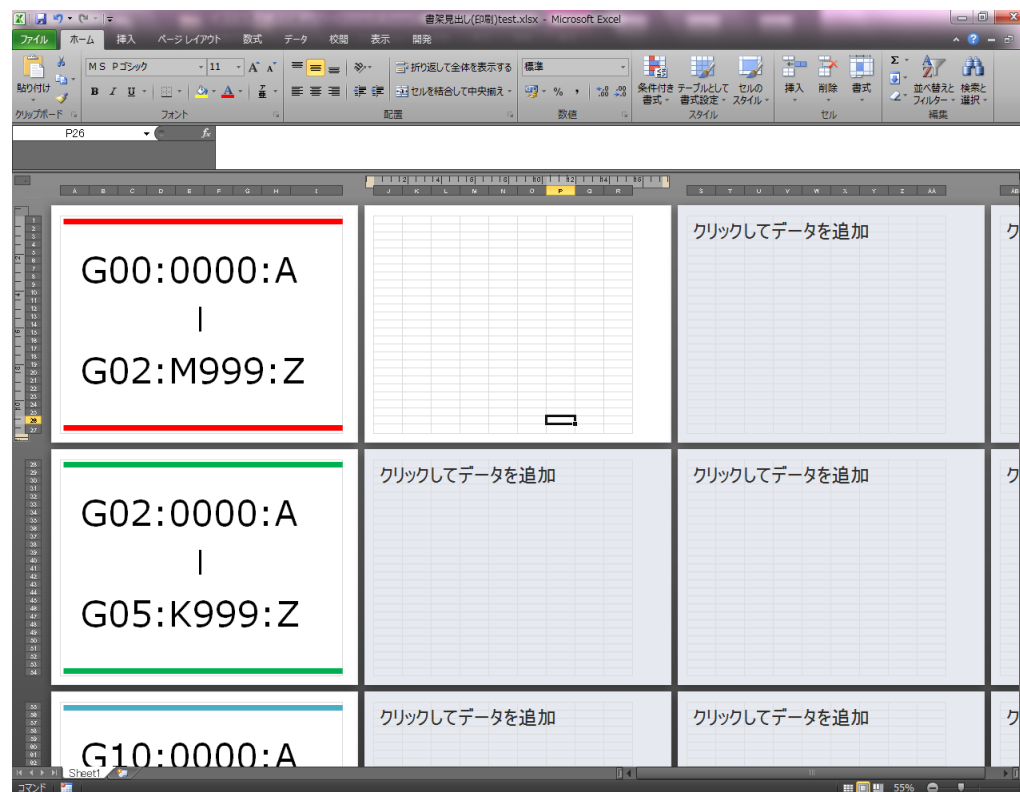 書架見出し(印刷)test.xlsx - Microsoft Excel
ファイル ホーム 挿入 ページ レイアウト 数式 データ 校閲 表示 開発
MS Pゴシック 11 折り返して全体を表示する 標準
貼り付け B I U セルを結合して中央揃え % 条件付き書式 テーブルとして書式設定 セルのスタイル 挿入 削除 書式 Σ 並べ替えとフィルター 検索と選択
クリップボード フォント 配置 数値 スタイル セル 編集
P26 fx
A B C D E F G H I J K L M N O P Q R S T U V W X Y Z AA AB
クリックしてデータを追加 ク
G00:0000:A
|
G02:M999:Z
クリックしてデータを追加 クリックしてデータを追加 ク
G02:0000:A
|
G05:K999:Z
クリックしてデータを追加 クリックしてデータを追加 ク
G10:0000:A
Sheet1
コマンド 55%